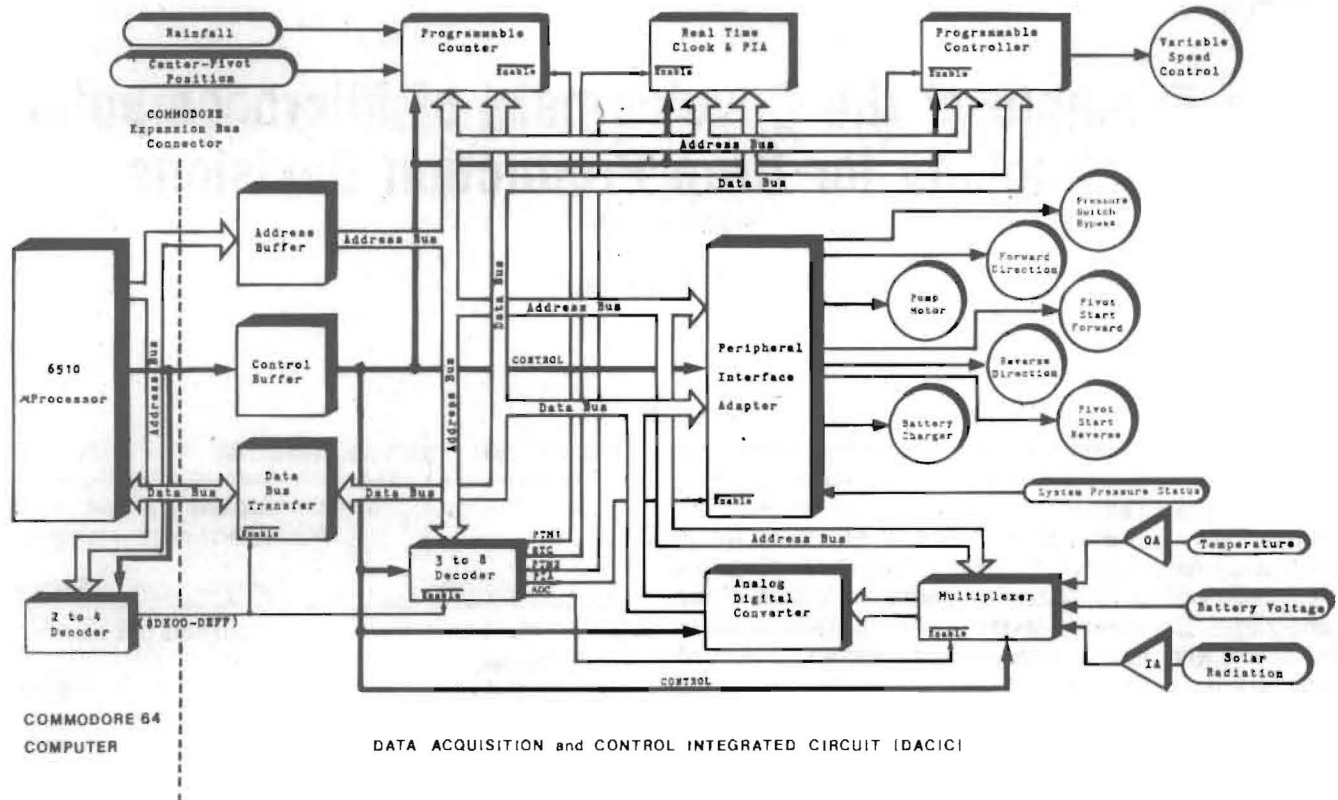 Rainfall
Center-Pivot
Position
COMMODORE
Expansion Bus
Connector
Programmable
Counter
Enable
Real Time
Clock & PIA
Enable
Programmable
Controller
Enable
Variable
Speed
Control
Address Bus
Data Bus
Address
Buffer
Address Bus
6510
µProcessor
Address Bus
Control
Buffer
CONTROL
Data Bus
Address Bus
Data Bus
Data
Bus
Transfer
Enable
Data Bus
Address Bus
Data Bus
Peripheral
Interface
Adapter
Enable
Pressure
Switch
Bypass
Forward
Direction
Pump
Motor
Pivot
Start
Forward
Reverse
Direction
Battery
Charger
Pivot
Start
Reverse
System Pressure Status
2 to 4
Decoder
($DE00-DEFF)
3 to 8
Decoder
Enable
PTM1
RTC
PTM2
PIA
ADC
Address Bus
Analog
Digital
Converter
Multiplexer
Enable
OA
Temperature
Battery Voltage
IA
Solar
Radiation
CONTROL
COMMODORE 64
COMPUTER
DATA ACQUISITION and CONTROL INTEGRATED CIRCUIT [DACIC]